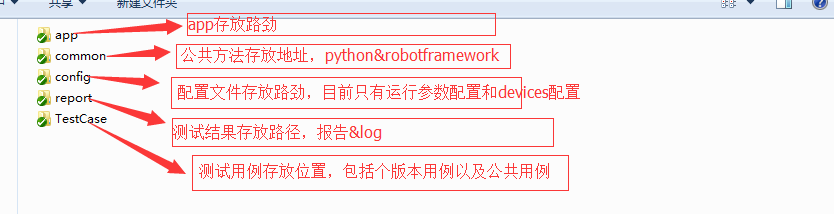 共享
新建文件夹
app
app存放路劲
common
公共方法存放地址，python&robotframework
config
配置文件存放路劲，目前只有运行参数配置和devices配置
report
测试结果存放路径，报告&log
TestCase
测试用例存放位置，包括个版本用例以及公共用例